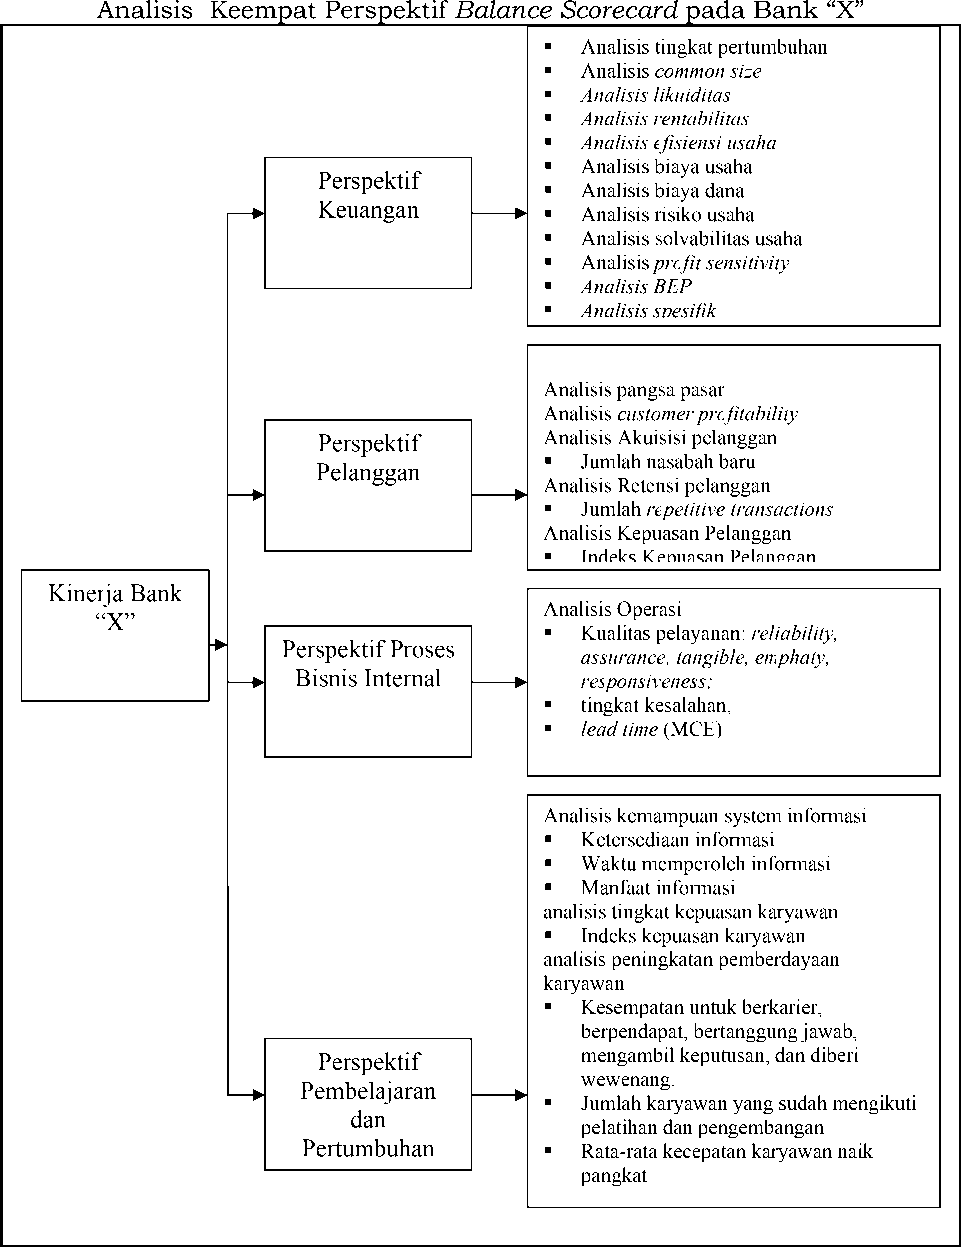 Analisis Keempat Perspektif Balance Scorecard pada Bank “X”
▪ Analisis tingkat pertumbuhan
▪ Analisis common size
▪ Analisis likuiditas
▪ Analisis rentabilitas
▪ Analisis efisiensi usaha
▪ Analisis biaya usaha
▪ Analisis biaya dana
▪ Analisis risiko usaha
▪ Analisis solvabilitas usaha
▪ Analisis profit sensitivity
▪ Analisis BEP
▪ Analisis spesifik
Perspektif
Keuangan
Analisis pangsa pasar
Analisis customer profitability
Analisis Akuisisi pelanggan
▪ Jumlah nasabah baru
Analisis Retensi pelanggan
▪ Jumlah repetitive transactions
Analisis Kepuasan Pelanggan
▪ Indeks Kepuasan Pelanggan
Perspektif
Pelanggan
Kinerja Bank
“X”
Perspektif Proses
Bisnis Internal
Analisis Operasi
▪ Kualitas pelayanan: reliability,
assurance, tangible, emphaty,
responsiveness;
▪ tingkat kesalahan,
▪ lead time (MCE)
Analisis kemampuan system informasi
▪ Ketersediaan informasi
▪ Waktu memperoleh informasi
▪ Manfaat informasi
analisis tingkat kepuasan karyawan
▪ Indeks kepuasan karyawan
analisis peningkatan pemberdayaan
karyawan
▪ Kesempatan untuk berkarier,
berpendapat, bertanggung jawab,
mengambil keputusan, dan diberi
wewenang.
▪ Jumlah karyawan yang sudah mengikuti
pelatihan dan pengembangan
▪ Rata-rata kecepatan karyawan naik
pangkat
Perspektif
Pembelajaran
dan
Pertumbuhan